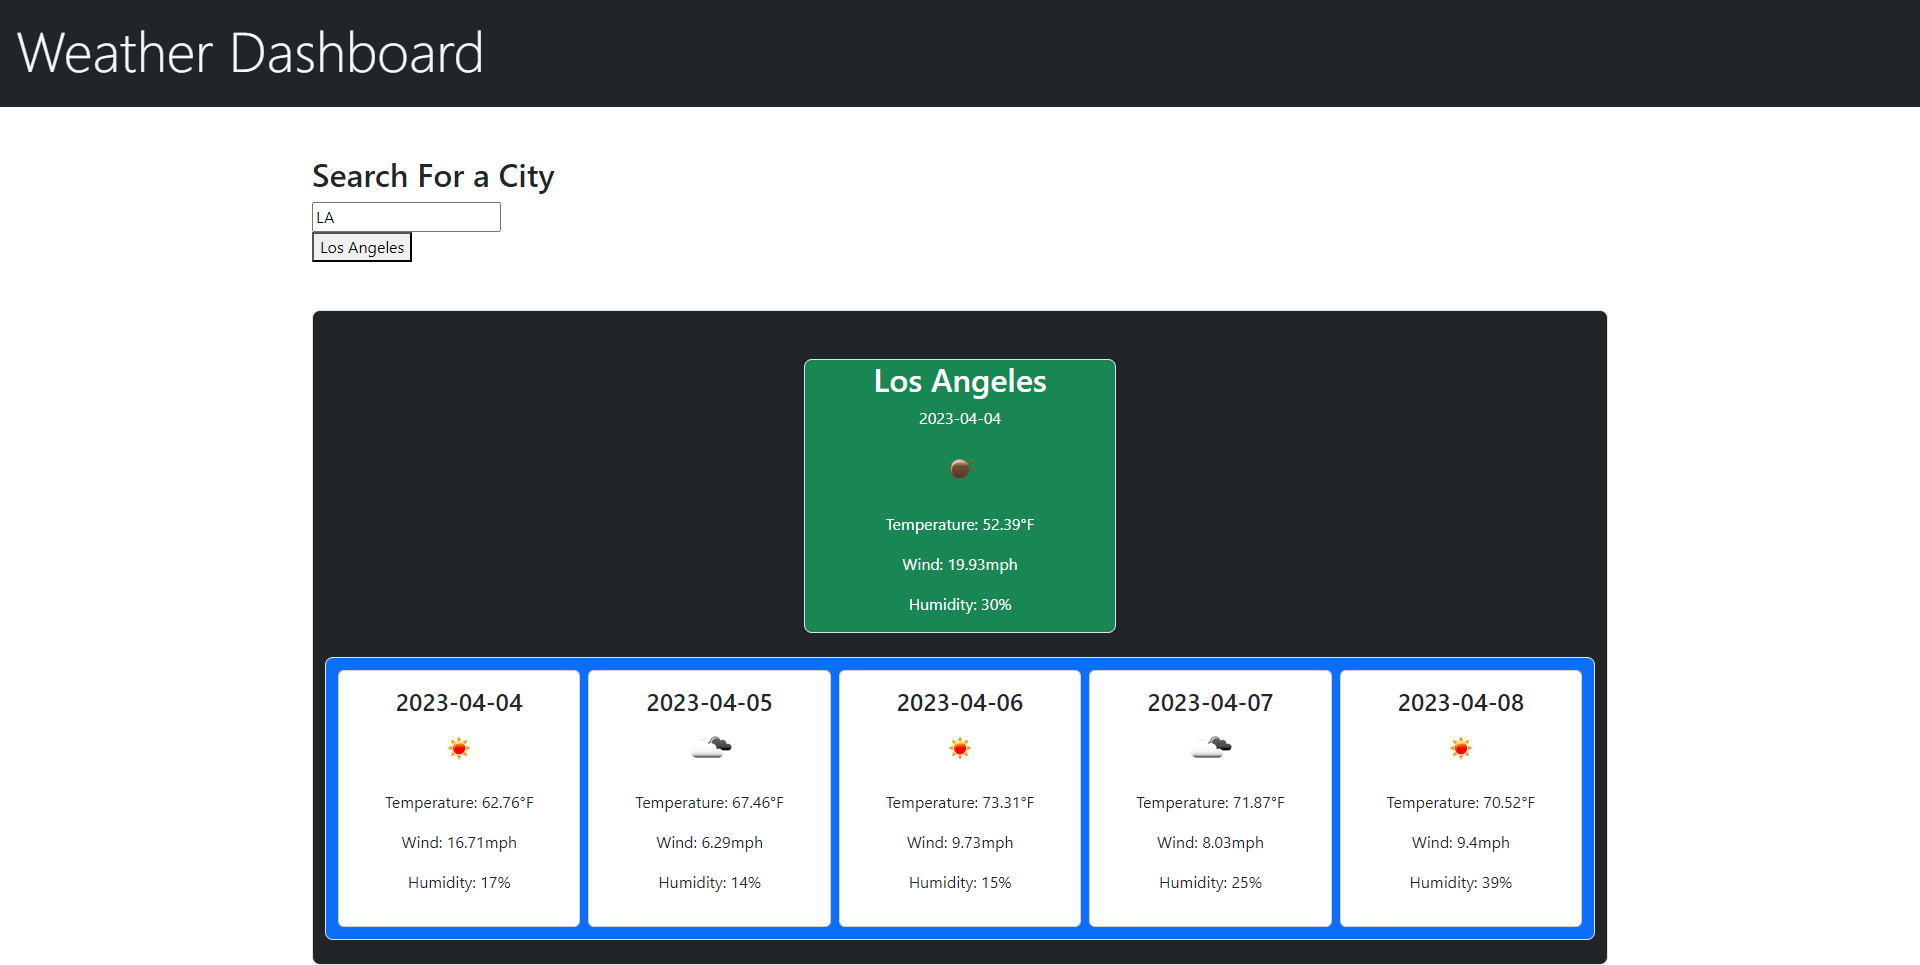 Weather Dashboard
Search For a City
LA
Los Angeles
Los Angeles
2023-04-04
Temperature: 52.39°F
Wind: 19.93mph
Humidity: 30%
2023-04-04
Temperature: 62.76°F
Wind: 16.71mph
Humidity: 17%
2023-04-05
Temperature: 67.46°F
Wind: 6.29mph
Humidity: 14%
2023-04-06
Temperature: 73.31°F
Wind: 9.73mph
Humidity: 15%
2023-04-07
Temperature: 71.87°F
Wind: 8.03mph
Humidity: 25%
2023-04-08
Temperature: 70.52°F
Wind: 9.4mph
Humidity: 39%